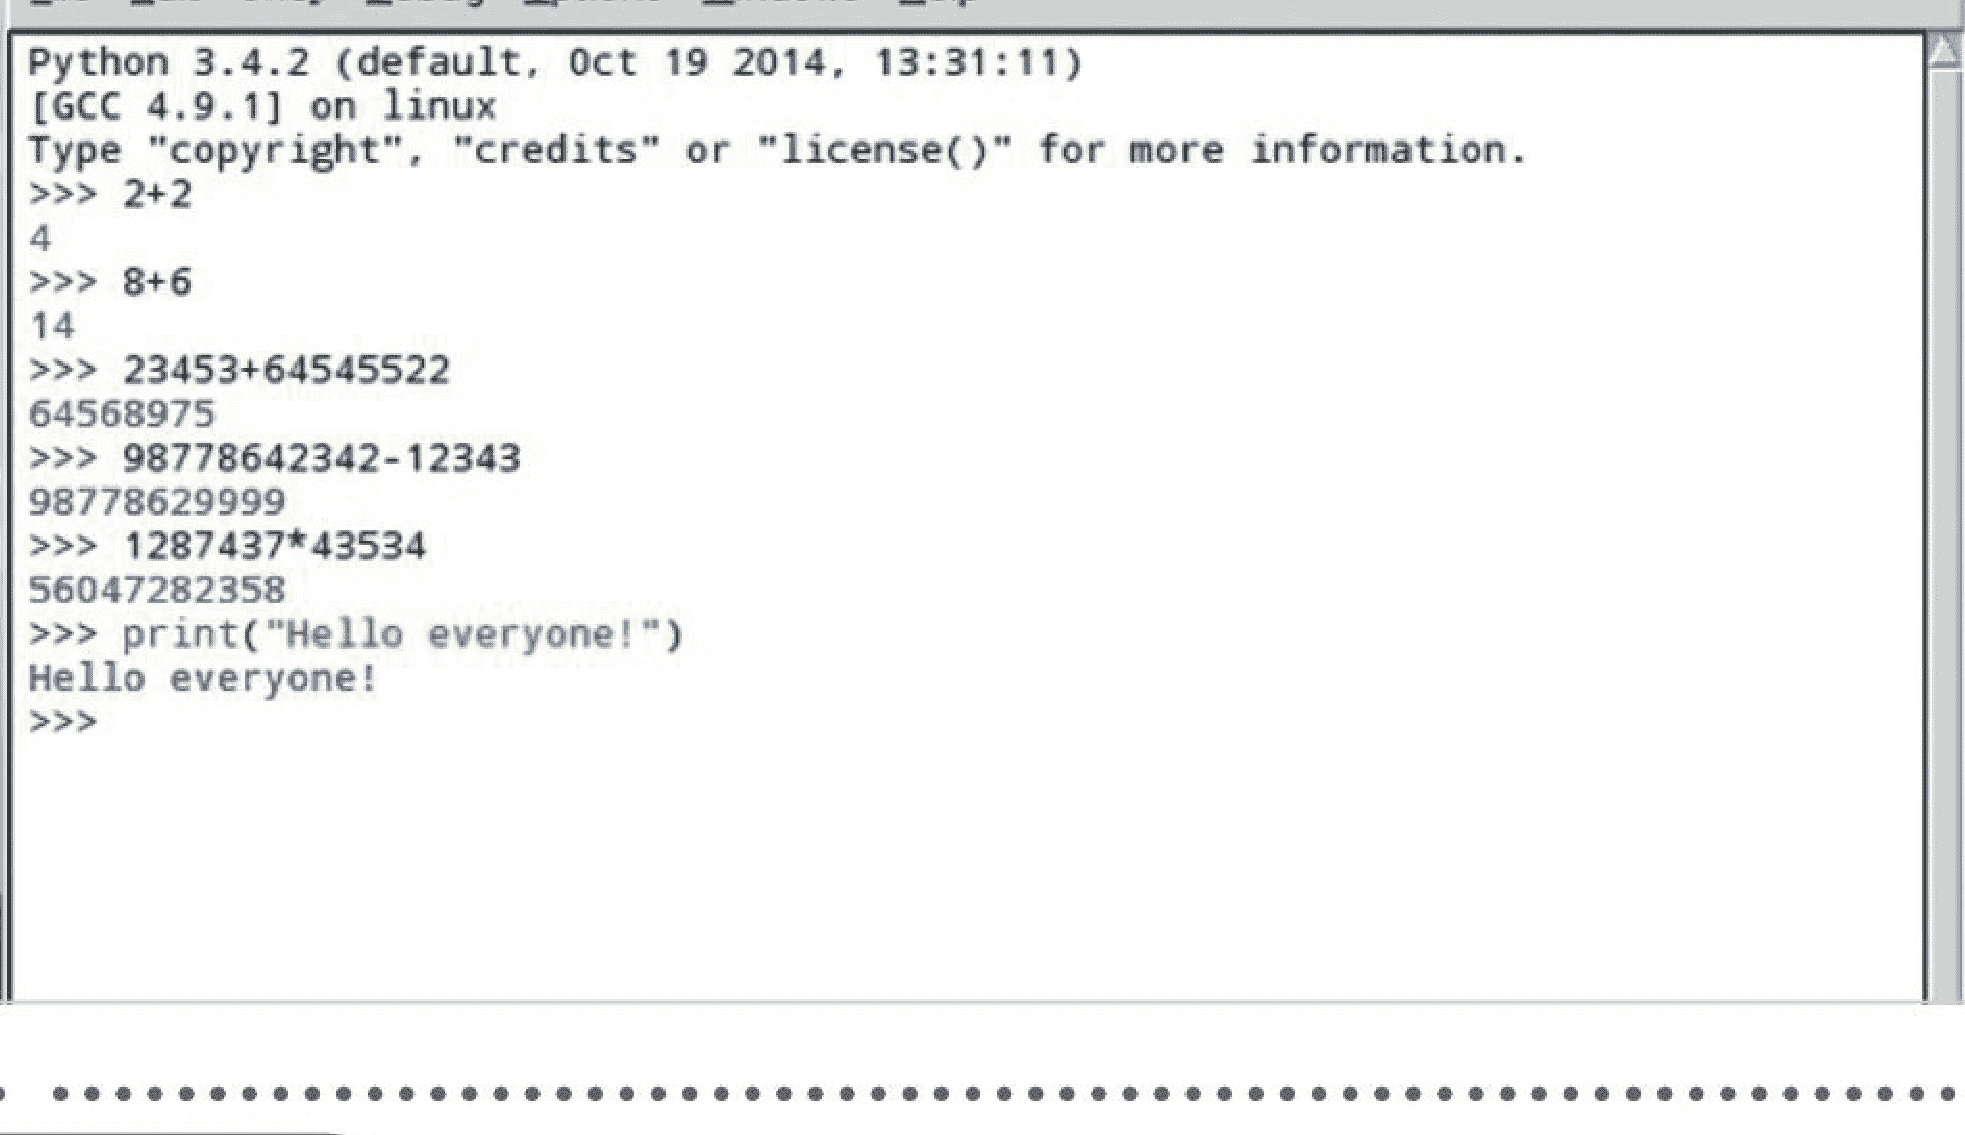 Python 3.4.2 (default, Oct 19 2014, 13:31:11)
[GCC 4.9.1] on linux
Type "copyright", "credits" or "license()" for more information.
>>> 2+2
4
>>> 8+6
14
>>> 23453+64545522
64568975
>>> 98778642342-12343
98778629999
>>> 1287437*43534
56047282358
>>> print("Hello everyone!")
Hello everyone!
>>>